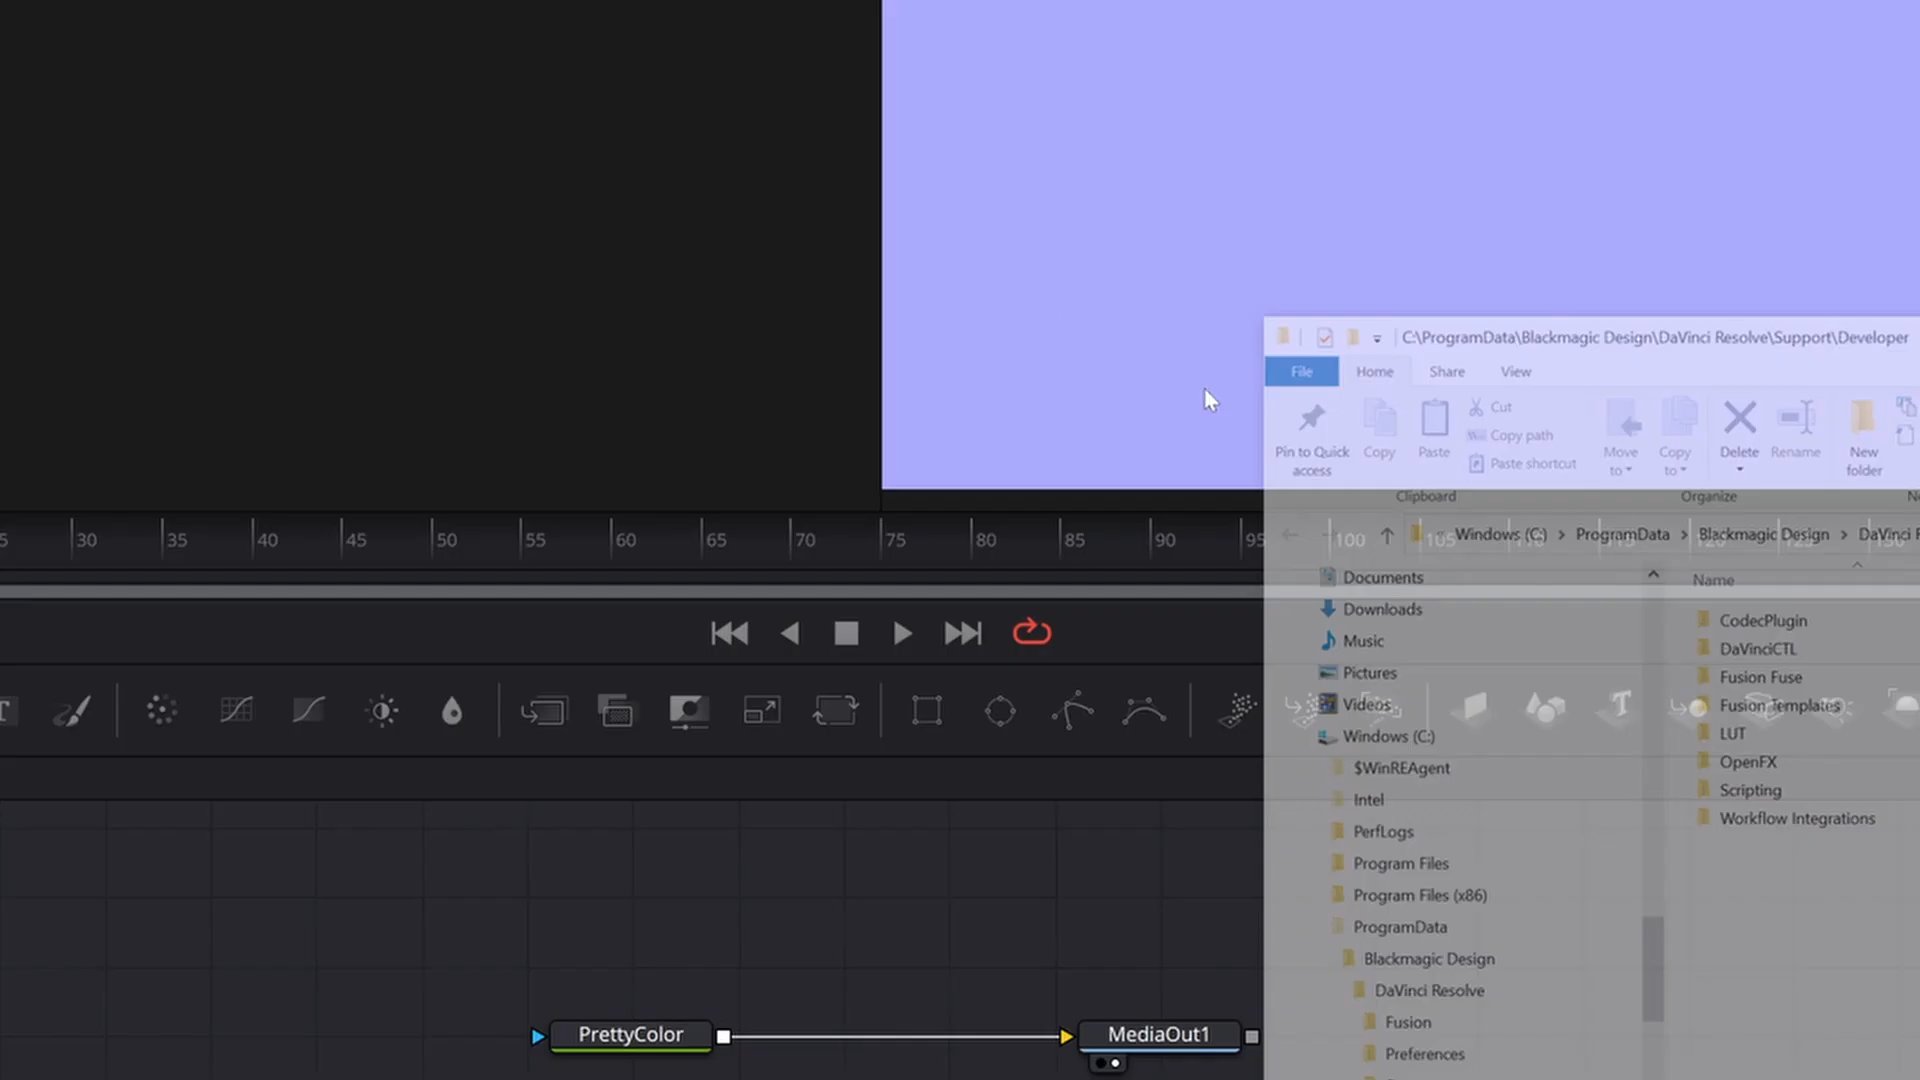 C:\ProgramData\Blackmagic Design\DaVinci Resolve\Support\Developer
File Home Share View
Pin to Quick access
Copy
Paste
Cut
Copy path
Paste shortcut
Move to
Copy to
Delete
Rename
New folder
Clipboard
Organize
30 35 40 45 50 55 60 65 70 75 80 85 90 95 100 105
Windows (C:) > ProgramData > Blackmagic Design >
Name
Documents
Downloads
Music
Pictures
Videos
Windows (C:)
$WinREAgent
Intel
PerfLogs
Program Files
Program Files (x86)
ProgramData
Blackmagic Design
DaVinci Resolve
Fusion
Preferences
CodecPlugin
DaVinciCTL
Fusion Fuse
Fusion Templates
LUT
OpenFX
Scripting
Workflow Integrations
PrettyColor
MediaOut1